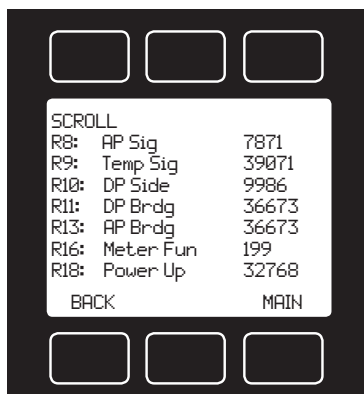 SCROLL
R8: AP Sig 7871
R9: Temp Sig 39071
R10: DP Side 9986
R11: DP Brdg 36673
R13: AP Brdg 36673
R16: Meter Fun 199
R18: Power Up 32768
BACK MAIN